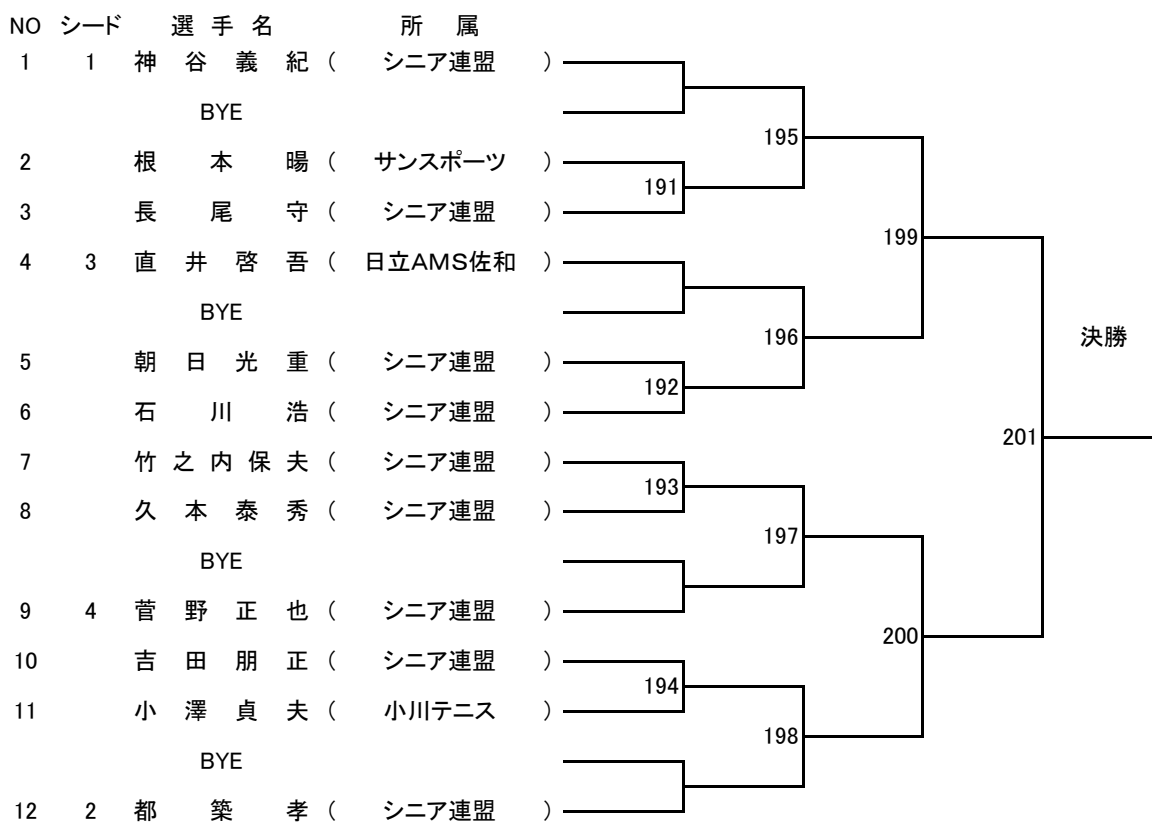 NO シード 選手名 所属
1 1 神谷義紀 ( シニア連盟 )
BYE
195
2 根本暘 ( サンスポーツ )
191
3 長尾守 ( シニア連盟 )
199
4 3 直井啓吾 ( 日立AMS佐和 )
BYE
196 決勝
5 朝日光重 ( シニア連盟 )
192
6 石川浩 ( シニア連盟 )
201
7 竹之内保夫 ( シニア連盟 )
193
8 久本泰秀 ( シニア連盟 )
197
BYE
9 4 菅野正也 ( シニア連盟 )
200
10 吉田朋正 ( シニア連盟 )
194
11 小澤貞夫 ( 小川テニス )
198
BYE
12 2 都築孝 ( シニア連盟 )